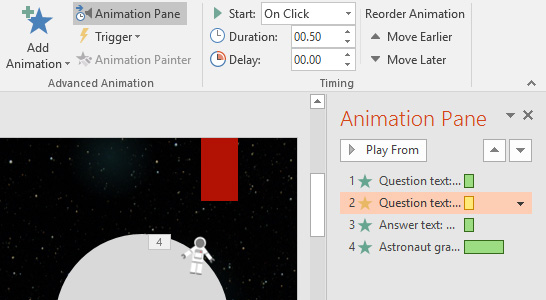 Animation Pane
Start: On Click
Reorder Animation
Add
Animation
Trigger
Duration: 00.50
Move Earlier
Animation Painter
Delay: 00.00
Move Later
Advanced Animation
Timing
Animation Pane
Play From
1 Question text:...
2 Question text:...
3 Answer text: ...
4 Astronaut gra...
4